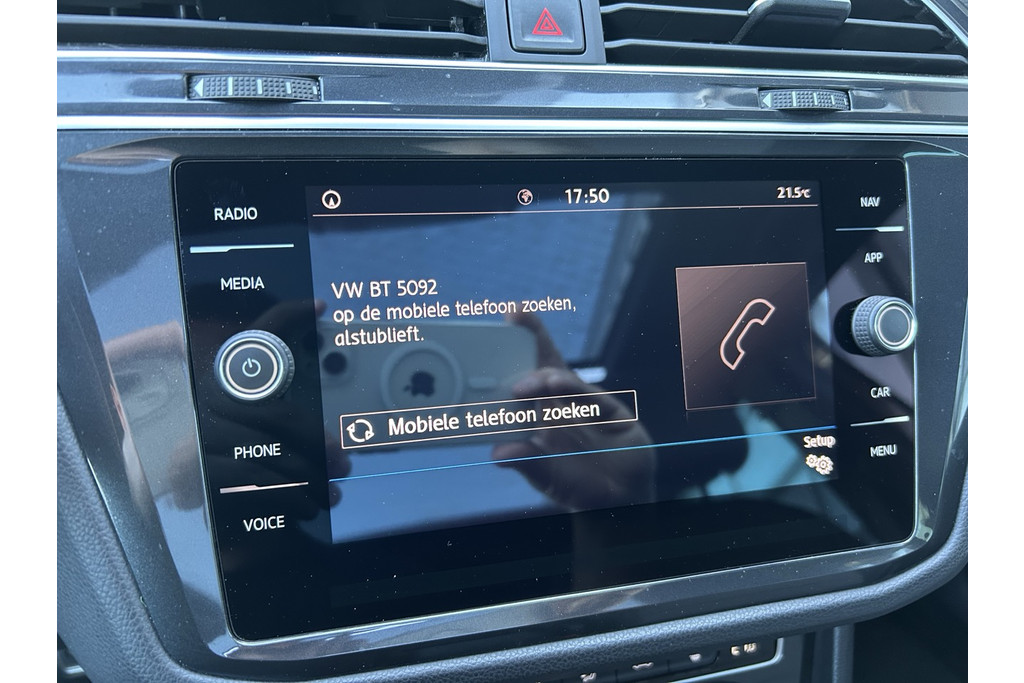 17:50
21.5°C
RADIO
MEDIA
PHONE
VOICE
VW BT 5092
op de mobiele telefoon zoeken,
alstublieft.
Mobiele telefoon zoeken
Setup
NAV
APP
CAR
MENU